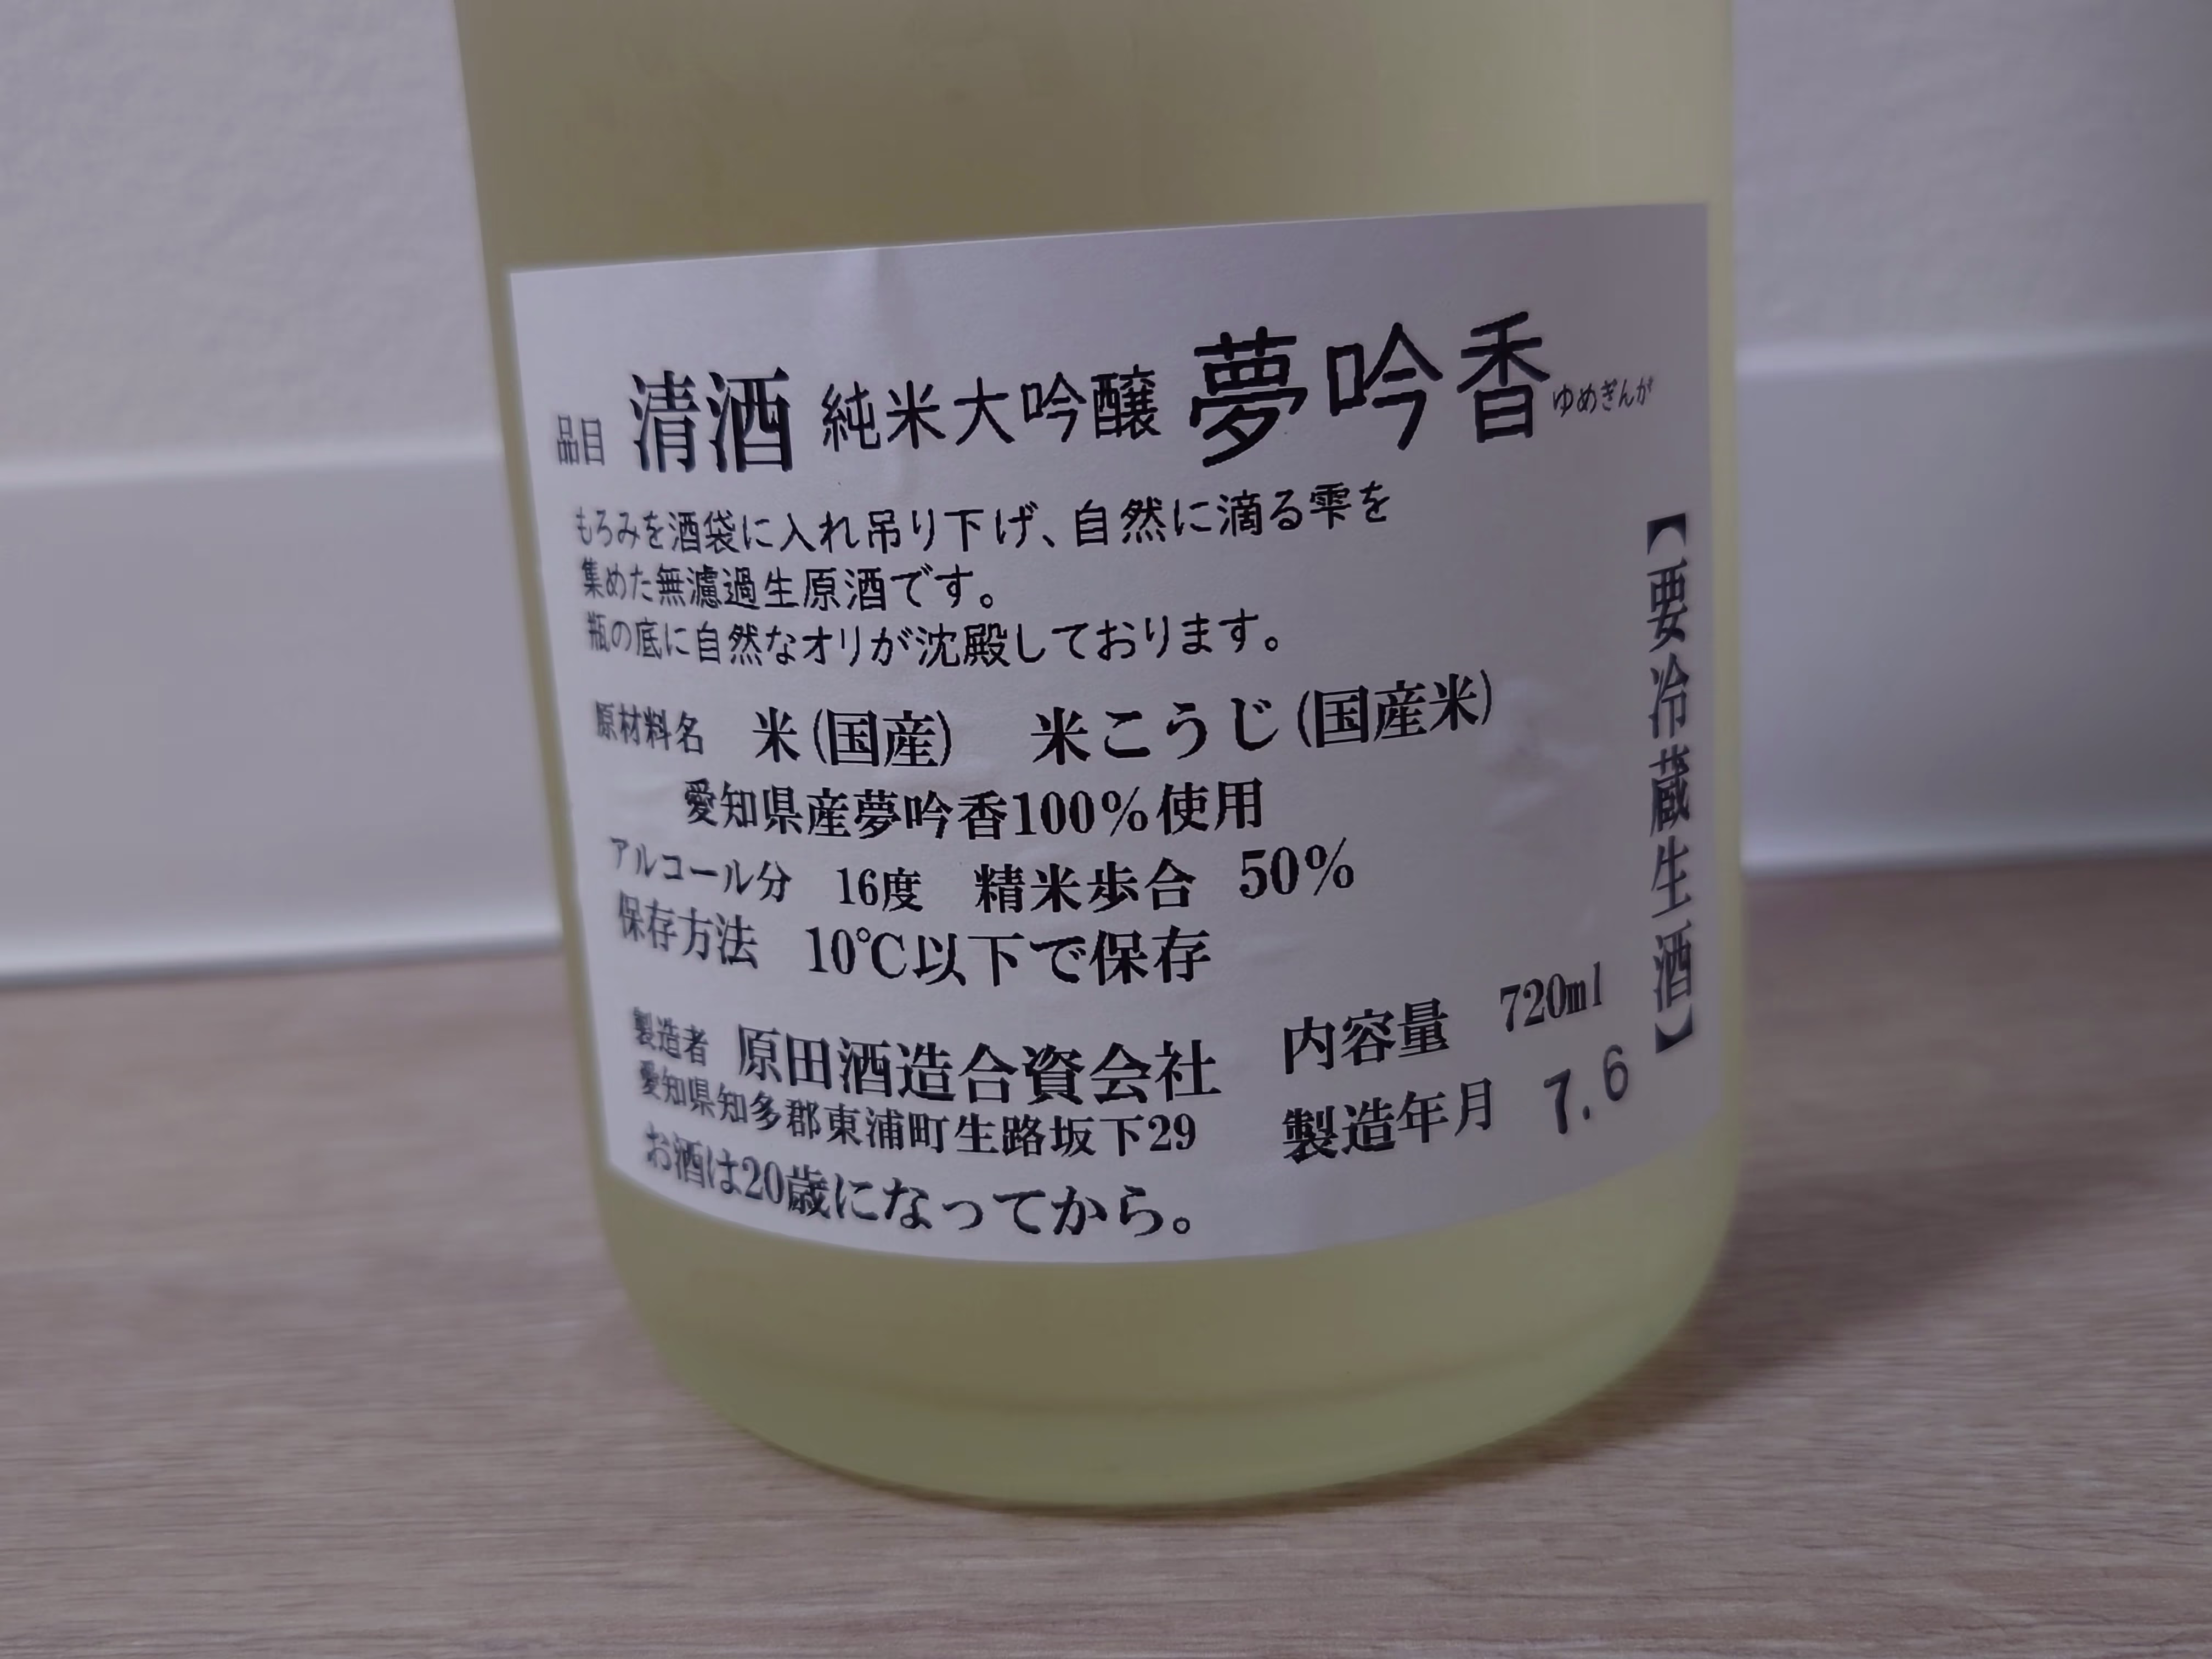 品目 清酒 純米大吟醸 夢吟香 ゆめぎんが
もろみを酒袋に入れ吊り下げ、自然に滴る雫を
集めた無濾過生原酒です。
瓶の底に自然なオリが沈殿しております。
原材料名 米(国産) 米こうじ(国産米)
愛知県産夢吟香100%使用
アルコール分 16度 精米歩合 50%
保存方法 10℃以下で保存
製造者 原田酒造合資会社
愛知県知多郡東浦町生路坂下29
お酒は20歳になってから。
内容量 720ml
製造年月 7.6
【要冷蔵生酒】